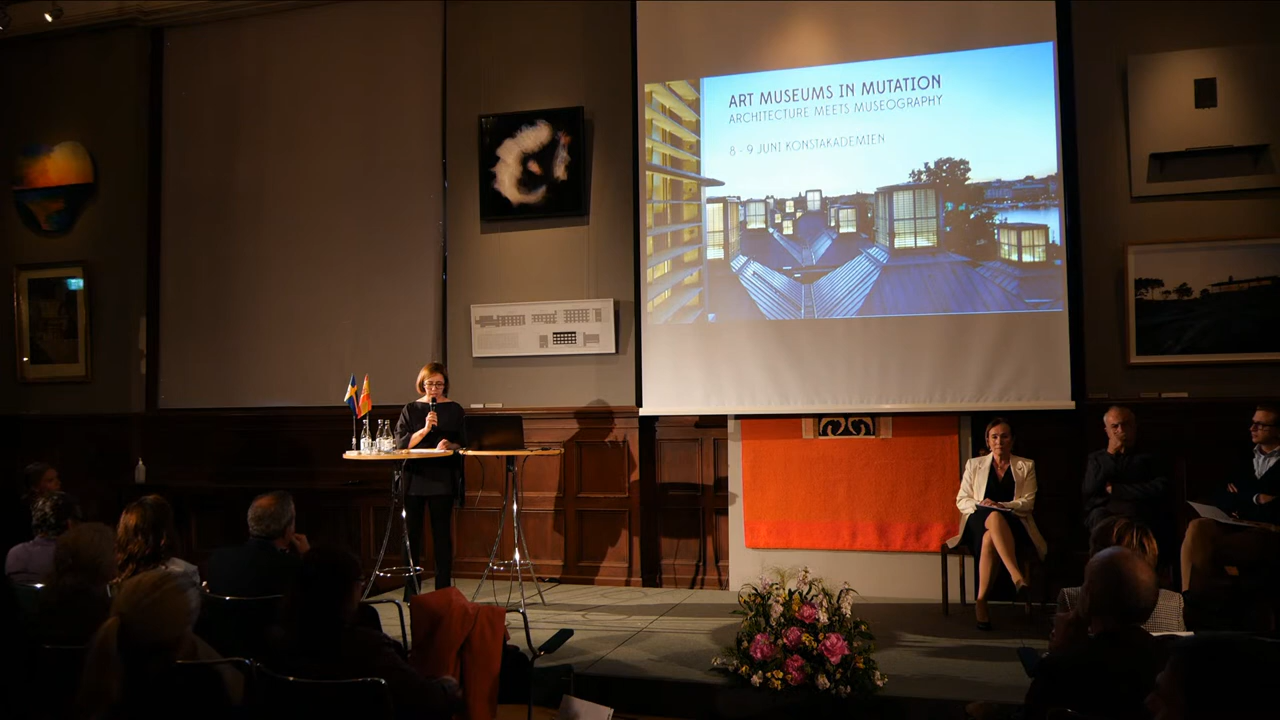 ART MUSEUMS IN MUTATION
ARCHITECTURE MEETS MUSEOGRAPHY
8 - 9 JUNI KONSTAKADEMIEN